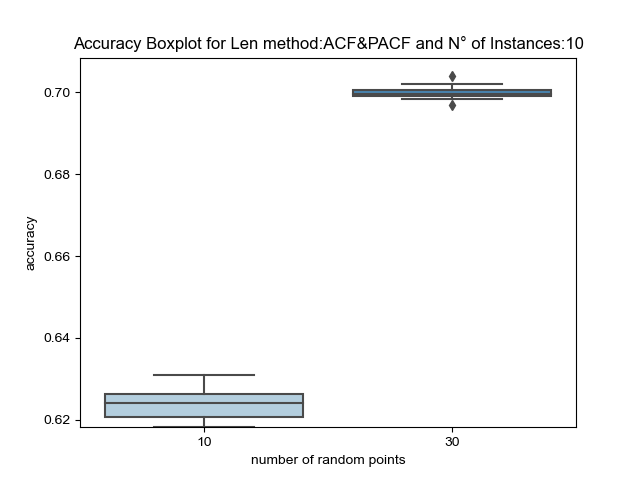 Accuracy Boxplot for Len method:ACF&PACF and N° of Instances:10
0.70
0.68
0.66
0.64
0.62
accuracy
10 30
number of random points